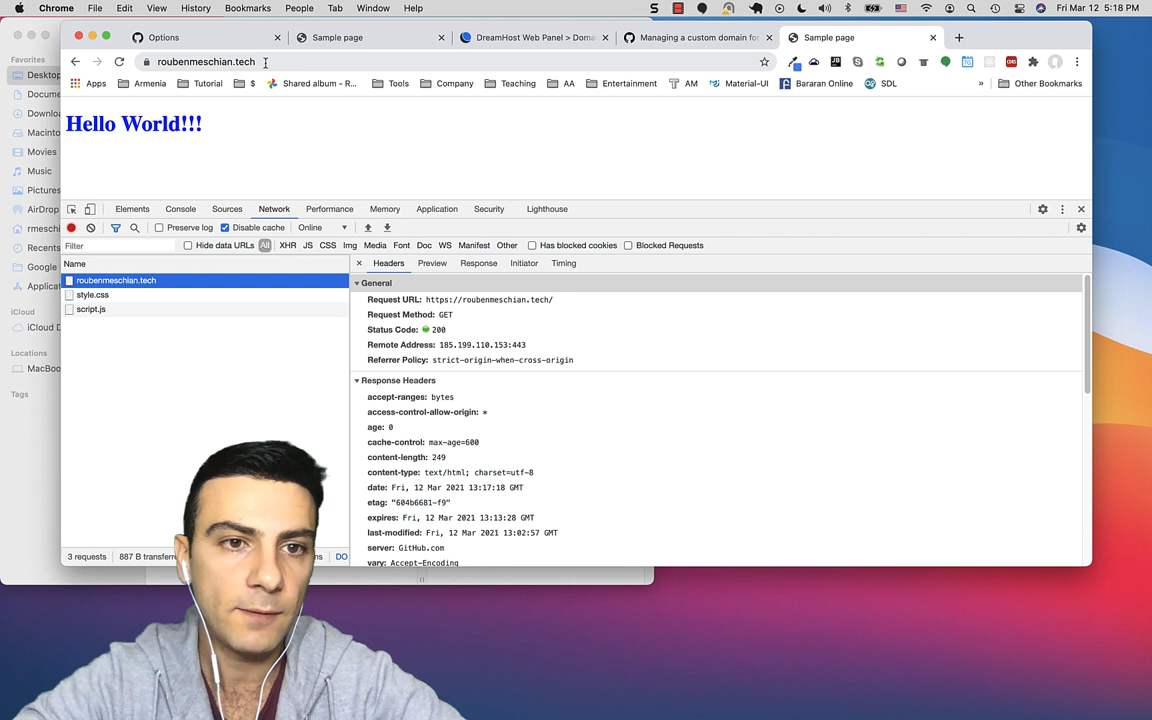 Chrome File Edit View History Bookmarks People Tab Window Help
Fri Mar 12 5:18 PM
Options
Sample page
DreamHost Web Panel > Doma
Managing a custom domain fo
Sample page
roubenmeschian.tech
Apps Armenia Tutorial $ Shared album - R... Tools Company Teaching AA Entertainment AM Material-UI Bararan Online SDL » Other Bookmarks
Favorites
Desktop
Docume
Downlo
Macinto
Movies
Music
Pictures
AirDrop
rmeschi
Recents
Google
Applica
iCloud
iCloud D
Locations
MacBoo
Tags
Hello World!!!
Elements Console Sources Network Performance Memory Application Security Lighthouse
Preserve log Disable cache Online
Filter Hide data URLs All XHR JS CSS Img Media Font Doc WS Manifest Other Has blocked cookies Blocked Requests
Name
roubenmeschian.tech
style.css
script.js
3 requests 887 B transferre ms DO
Headers Preview Response Initiator Timing
General
Request URL: https://roubenmeschian.tech/
Request Method: GET
Status Code: 200
Remote Address: 185.199.110.153:443
Referrer Policy: strict-origin-when-cross-origin
Response Headers
accept-ranges: bytes
access-control-allow-origin: *
age: 0
cache-control: max-age=600
content-length: 249
content-type: text/html; charset=utf-8
date: Fri, 12 Mar 2021 13:17:18 GMT
etag: "604b6681-f9"
expires: Fri, 12 Mar 2021 13:13:28 GMT
last-modified: Fri, 12 Mar 2021 13:02:57 GMT
server: GitHub.com
vary: Accept-Encoding